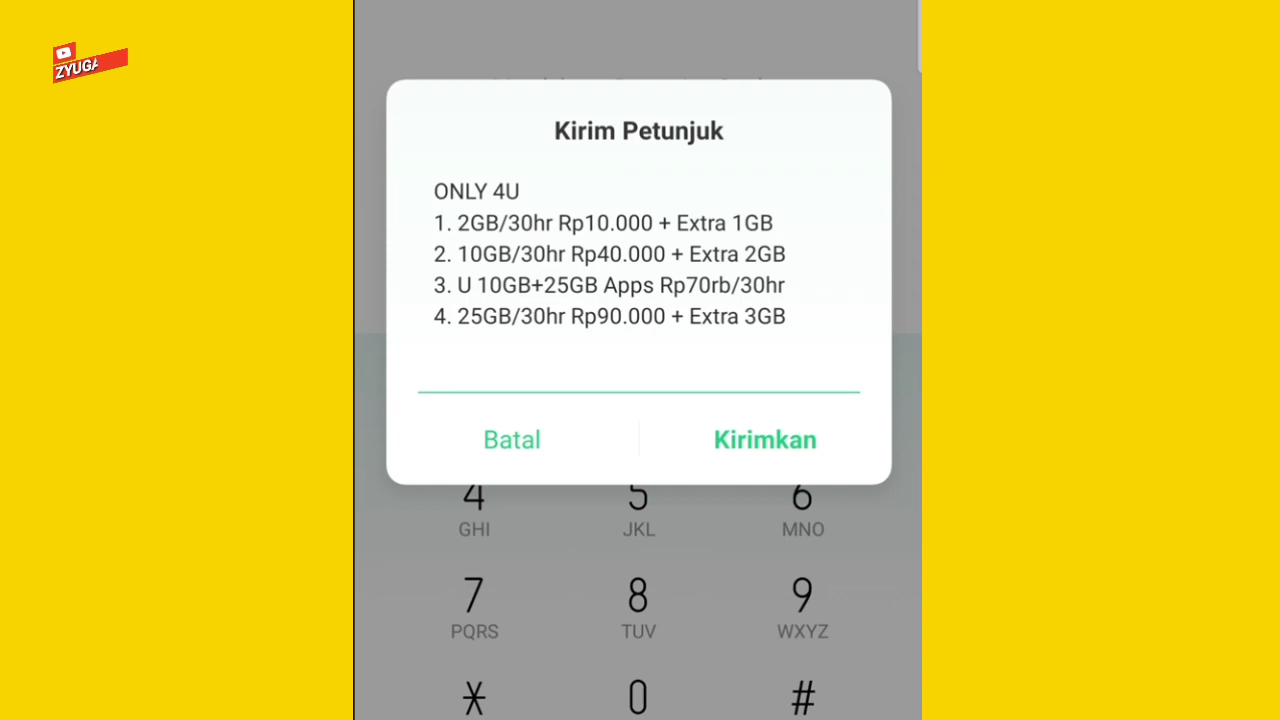 ZYUGA
Kirim Petunjuk
ONLY 4U
1. 2GB/30hr Rp10.000 + Extra 1GB
2. 10GB/30hr Rp40.000 + Extra 2GB
3. U 10GB+25GB Apps Rp70rb/30hr
4. 25GB/30hr Rp90.000 + Extra 3GB
Batal Kirimkan
4 5 6
GHI JKL MNO
7 8 9
PQRS TUV WXYZ
* 0 #